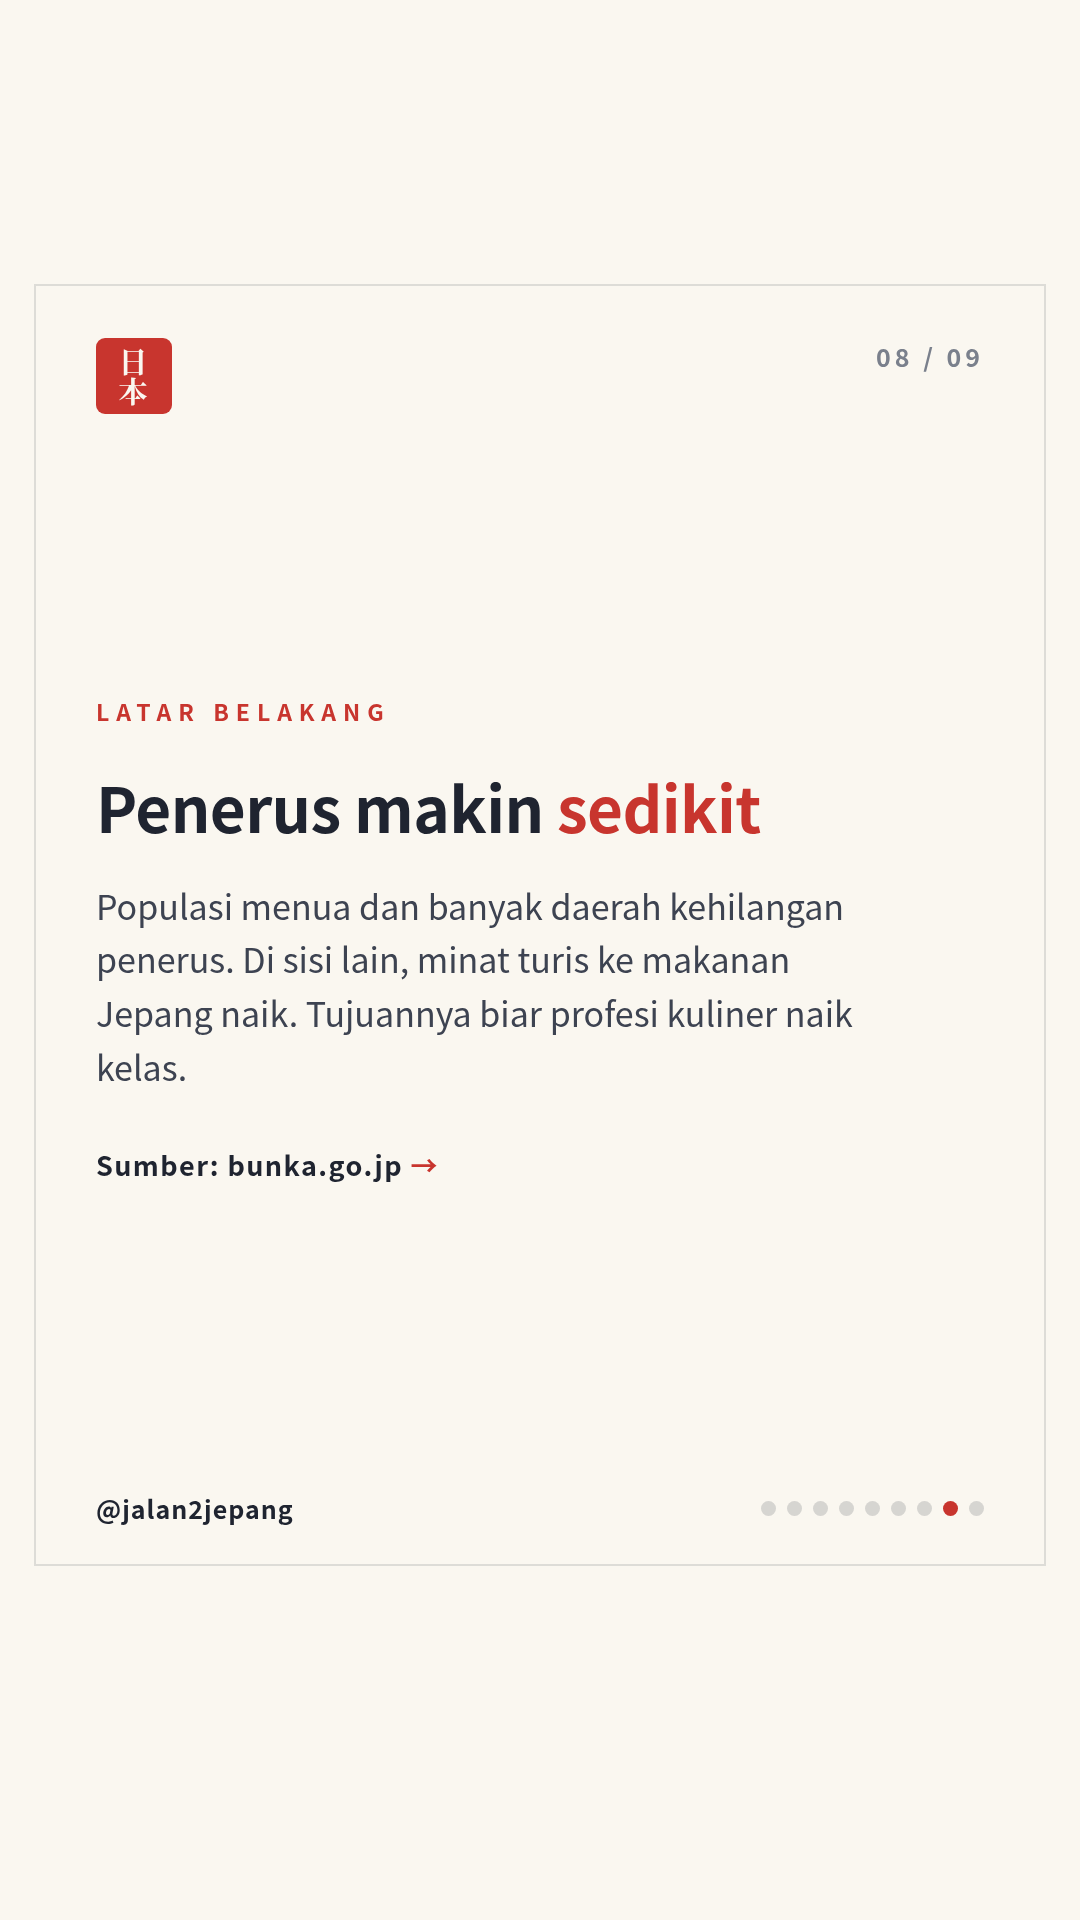 日本
08 / 09
LATAR BELAKANG
Penerus makin sedikit
Populasi menua dan banyak daerah kehilangan
penerus. Di sisi lain, minat turis ke makanan
Jepang naik. Tujuannya biar profesi kuliner naik
kelas.
Sumber: bunka.go.jp →
@jalan2jepang